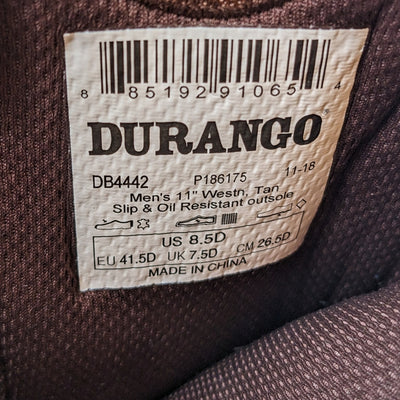 8 85192 91065 4
DURANGO
DB4442 P186175 11-18
Men's 11" Westn, Tan
Slip & Oil Resistant outsole
US 8.5D
EU 41.5D UK 7.5D CM 26.5D
MADE IN CHINA